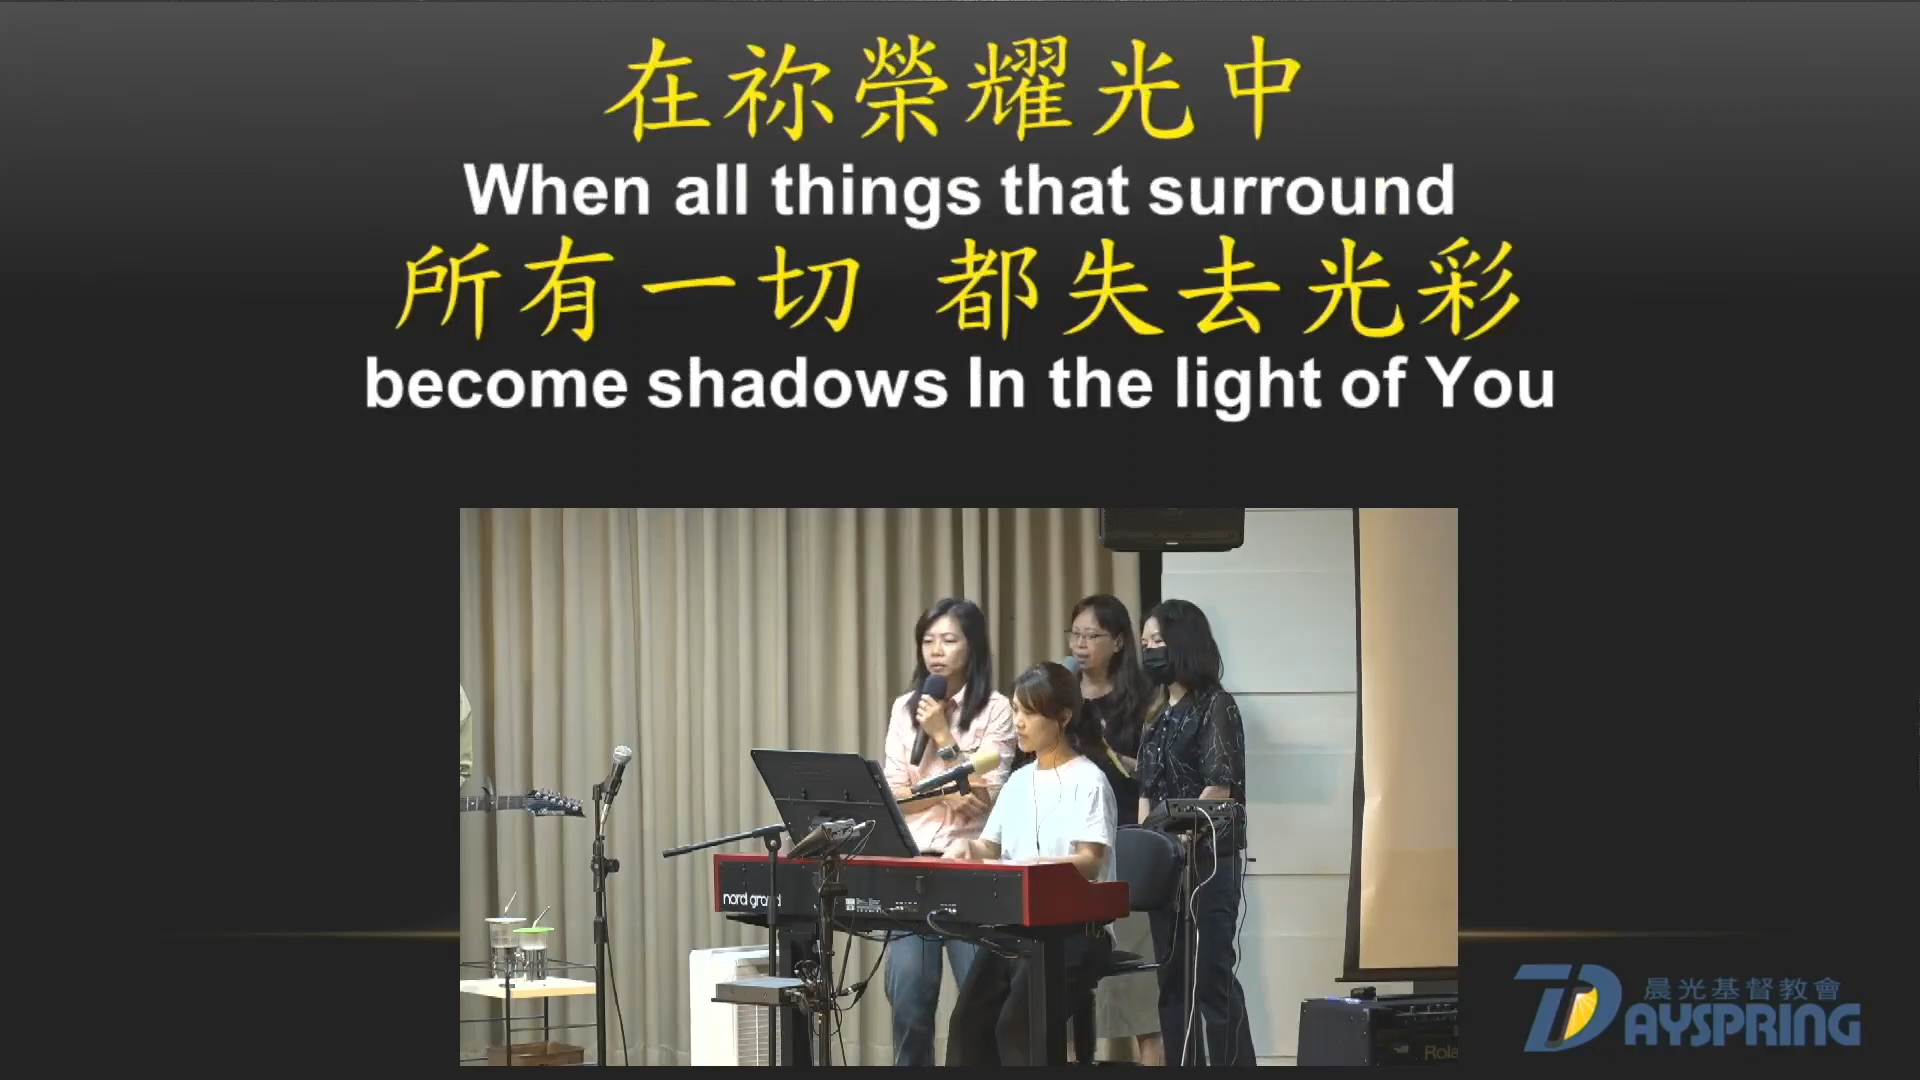 在祢榮耀光中
When all things that surround
所有一切 都失去光彩
become shadows In the light of You
nord grand
晨光基督教會
DAYSPRING